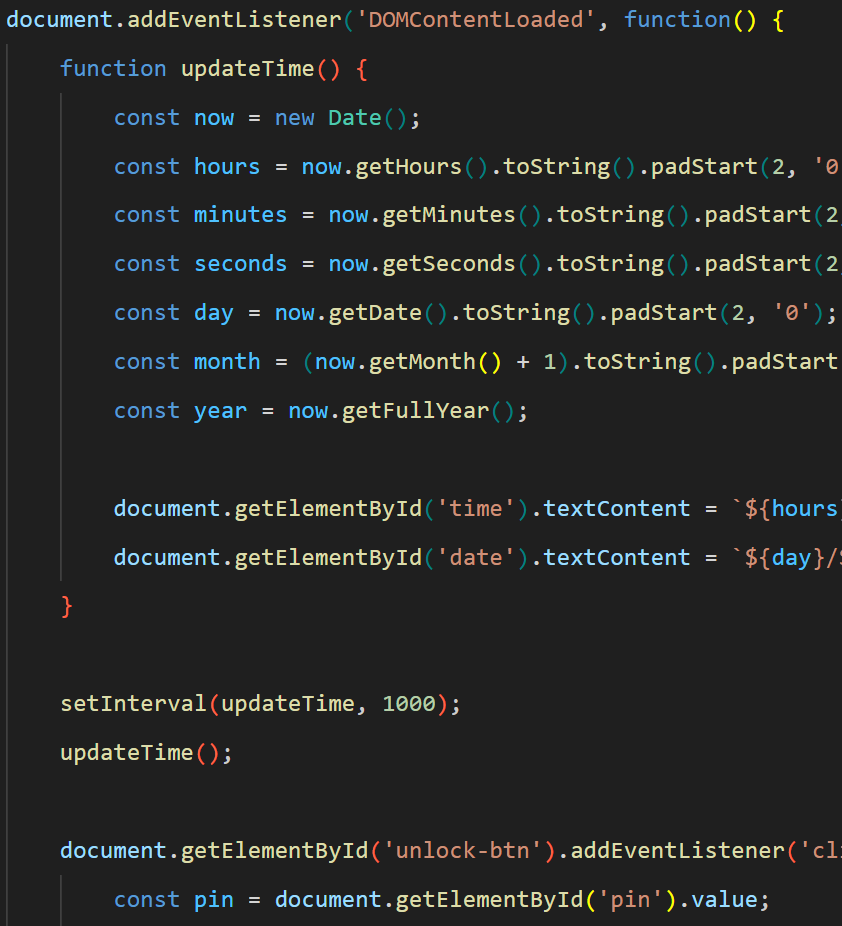 document.addEventListener('DOMContentLoaded', function() {
    function updateTime() {
        const now = new Date();
        const hours = now.getHours().toString().padStart(2, '0
        const minutes = now.getMinutes().toString().padStart(2,
        const seconds = now.getSeconds().toString().padStart(2,
        const day = now.getDate().toString().padStart(2, '0');
        const month = (now.getMonth() + 1).toString().padStart
        const year = now.getFullYear();

        document.getElementById('time').textContent = `${hours}
        document.getElementById('date').textContent = `${day}/$
    }

    setInterval(updateTime, 1000);
    updateTime();

    document.getElementById('unlock-btn').addEventListener('cli
        const pin = document.getElementById('pin').value;